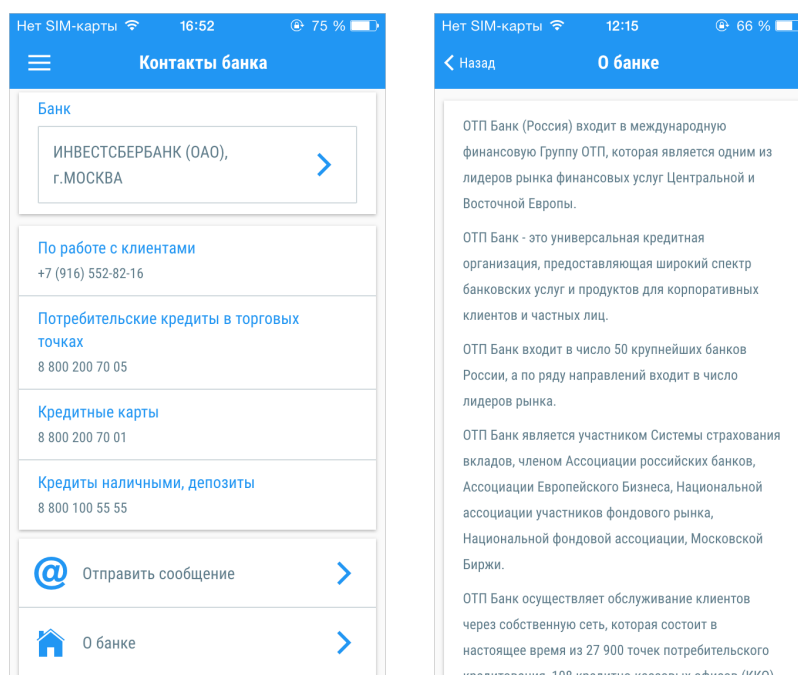 Нет SIM-карты 16:52 75 %
Контакты банка
Банк
ИНВЕСТСБЕРБАНК (ОАО),
г.МОСКВА
По работе с клиентами
+7 (916) 552-82-16
Потребительские кредиты в торговых
точках
8 800 200 70 05
Кредитные карты
8 800 200 70 01
Кредиты наличными, депозиты
8 800 100 55 55
@ Отправить сообщение
О банке
Нет SIM-карты 12:15 66 %
Назад О банке
ОТП Банк (Россия) входит в международную
финансовую Группу ОТП, которая является одним из
лидеров рынка финансовых услуг Центральной и
Восточной Европы.
ОТП Банк - это универсальная кредитная
организация, предоставляющая широкий спектр
банковских услуг и продуктов для корпоративных
клиентов и частных лиц.
ОТП Банк входит в число 50 крупнейших банков
России, а по ряду направлений входит в число
лидеров рынка.
ОТП Банк является участником Системы страхования
вкладов, членом Ассоциации российских банков,
Ассоциации Европейского Бизнеса, Национальной
ассоциации участников фондового рынка,
Национальной фондовой ассоциации, Московской
Биржи.
ОТП Банк осуществляет обслуживание клиентов
через собственную сеть, которая состоит в
настоящее время из 27 900 точек потребительского